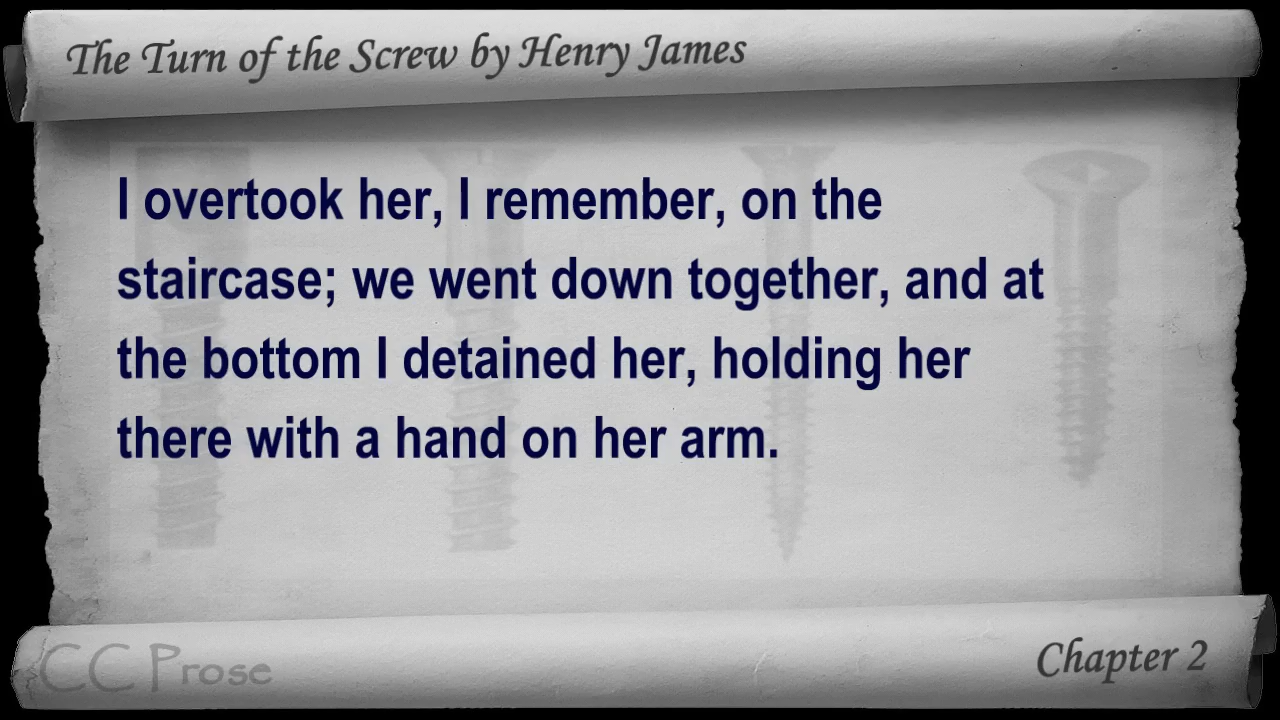 The Turn of the Screw by Henry James
I overtook her, I remember, on the
staircase; we went down together, and at
the bottom I detained her, holding her
there with a hand on her arm.
CC Prose
Chapter 2